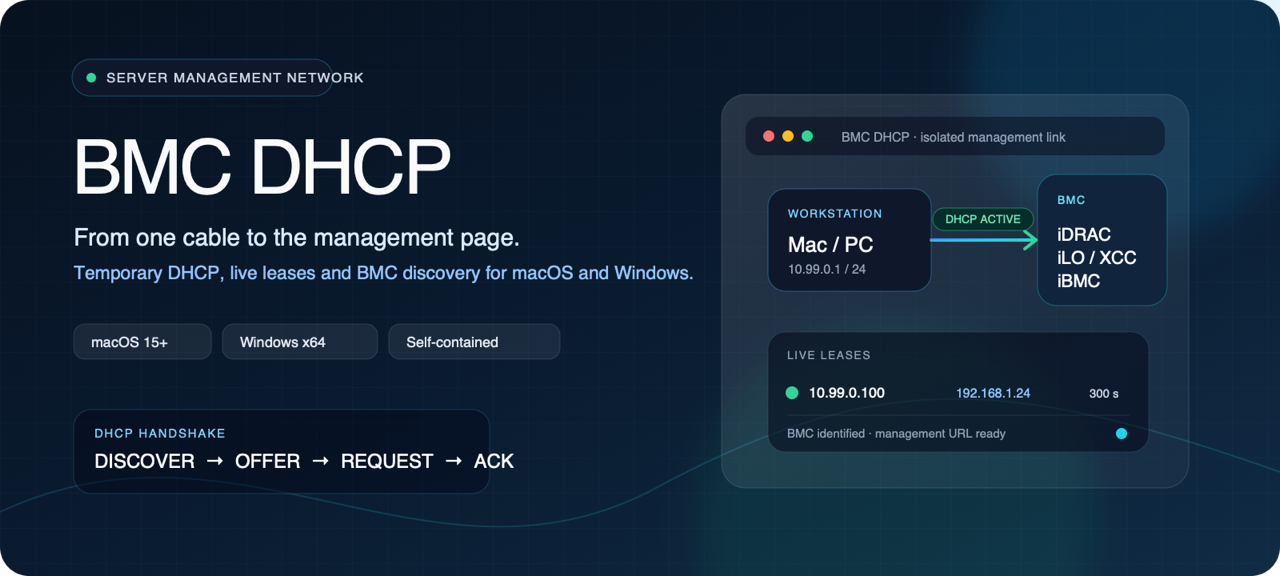 SERVER MANAGEMENT NETWORK
BMC DHCP
From one cable to the management page.
Temporary DHCP, live leases and BMC discovery for macOS and Windows.
macOS 15+
Windows x64
Self-contained
DHCP HANDSHAKE
DISCOVER → OFFER → REQUEST → ACK
BMC DHCP · isolated management link
WORKSTATION
Mac / PC
10.99.0.1 / 24
DHCP ACTIVE
BMC
iDRAC
iLO / XCC
iBMC
LIVE LEASES
10.99.0.100 192.168.1.24 300 s
BMC identified · management URL ready